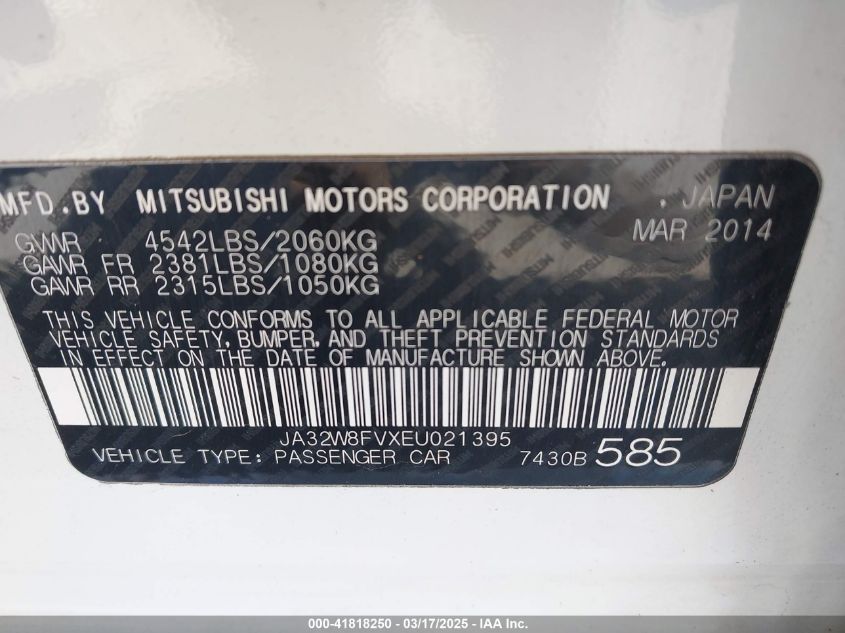 MFD. BY MITSUBISHI MOTORS CORPORATION . JAPAN
MAR 2014
GVWR 4542LBS/2060KG
GAWR FR 2381LBS/1080KG
GAWR RR 2315LBS/1050KG
THIS VEHICLE CONFORMS TO ALL APPLICABLE FEDERAL MOTOR
VEHICLE SAFETY, BUMPER, AND THEFT PREVENTION STANDARDS
IN EFFECT ON THE DATE OF MANUFACTURE SHOWN ABOVE.
JA32W8FVXEU021395
VEHICLE TYPE: PASSENGER CAR 7430B 585
000-41818250 - 03/17/2025 - IAA Inc.